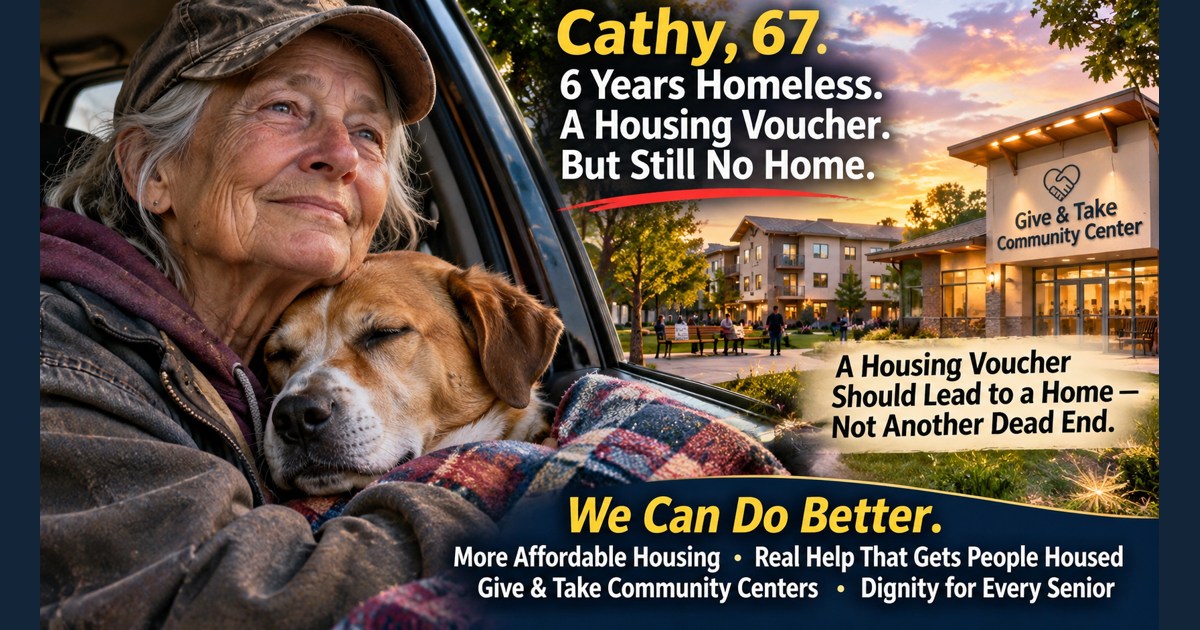 Cathy, 67.
6 Years Homeless.
A Housing Voucher.
But Still No Home.
Give & Take
Community Center
A Housing Voucher
Should Lead to a Home –
Not Another Dead End.
We Can Do Better.
More Affordable Housing • Real Help That Gets People Housed
Give & Take Community Centers • Dignity for Every Senior